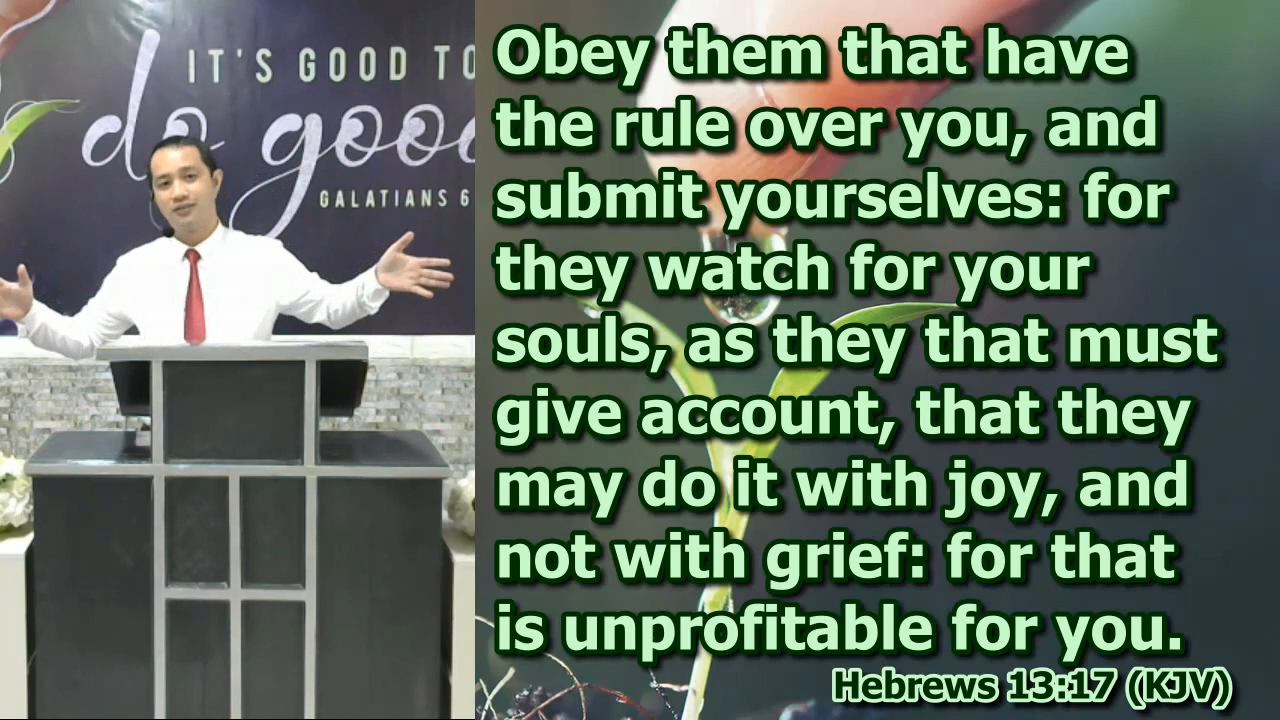 IT'S GOOD TO
do good
GALATIANS 6
Obey them that have
the rule over you, and
submit yourselves: for
they watch for your
souls, as they that must
give account, that they
may do it with joy, and
not with grief: for that
is unprofitable for you.
Hebrews 13:17 (KJV)